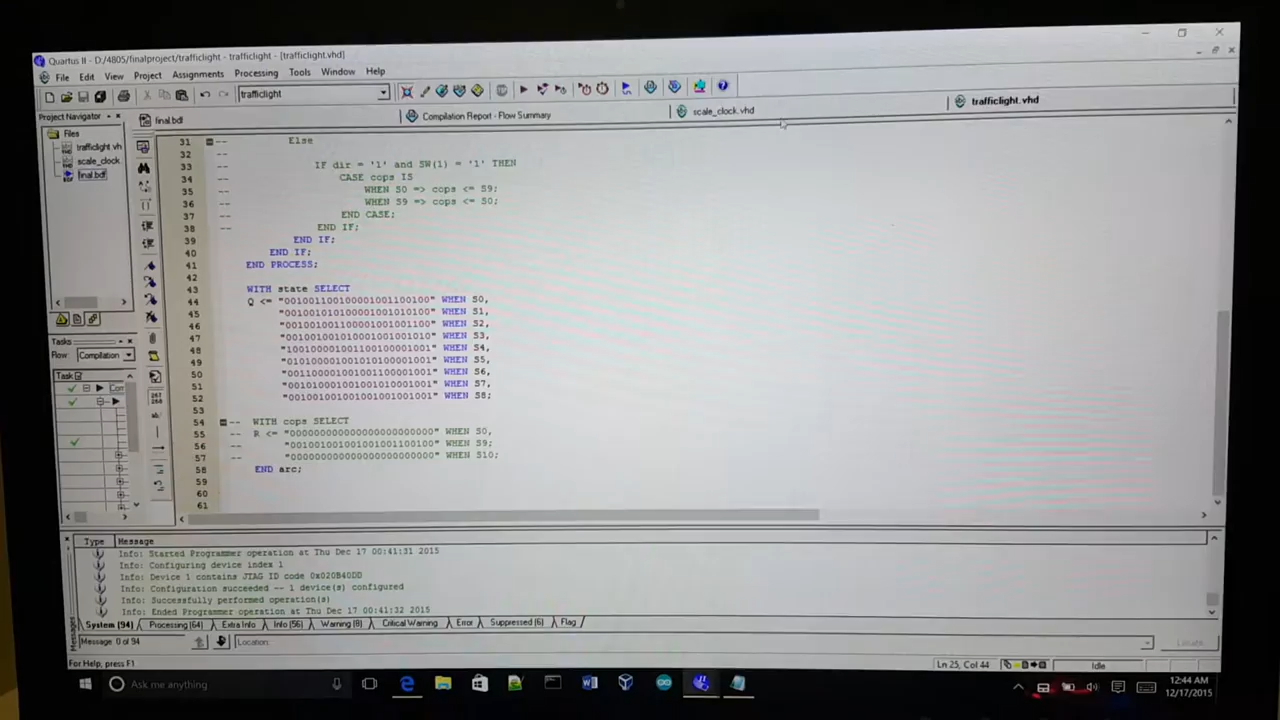 Quartus II - D:/4805/finalproject/trafficlight - trafficlight - [trafficlight.vhd]
File Edit View Project Assignments Processing Tools Window Help
trafficlight
Project Navigator
final.bdf
Compilation Report - Flow Summary
scale_clock.vhd
trafficlight.vhd
Files
trafficlight.vh
scale_clock.
final.bdf
31 -- Else
32 --
33 -- IF dir = '1' and SW(1) = '1' THEN
34 -- CASE cops IS
35 -- WHEN S0 => cops <= S9;
36 -- WHEN S9 => cops <= S0;
37 -- END CASE;
38 -- END IF;
39 END IF;
40 END IF;
41 END PROCESS;
42
43 WITH state SELECT
44 Q <= "001001100100001001100100" WHEN S0,
45 "001001010100001001010100" WHEN S1,
46 "001001001100001001001100" WHEN S2,
47 "001001001010001001001010" WHEN S3,
48 "100100001001100100001001" WHEN S4,
49 "010100001001010100001001" WHEN S5,
50 "001100001001001100001001" WHEN S6,
51 "001010001001001010001001" WHEN S7,
52 "001001001001001001001001" WHEN S8;
53
54 -- WITH cops SELECT
55 -- R <= "000000000000000000000000" WHEN S0,
56 -- "001001001001001001100100" WHEN S9;
57 -- "000000000000000000000000" WHEN S10;
58 END arc;
59
60
61
Tasks
Flow: Compilation
Task
Type Message
Info: Started Programmer operation at Thu Dec 17 00:41:31 2015
Info: Configuring device index 1
Info: Device 1 contains JTAG ID code 0x020B40DD
Info: Configuration succeeded -- 1 device(s) configured
Info: Successfully performed operation(s)
Info: Ended Programmer operation at Thu Dec 17 00:41:32 2015
System (94) Processing (64) Extra Info Info (56) Warning (8) Critical Warning Error Suppressed (6) Flag
Messages
Message: 0 of 94
Location:
Locate
For Help, press F1
Ln 25, Col 44
Idle
Ask me anything
12:44 AM
12/17/2015